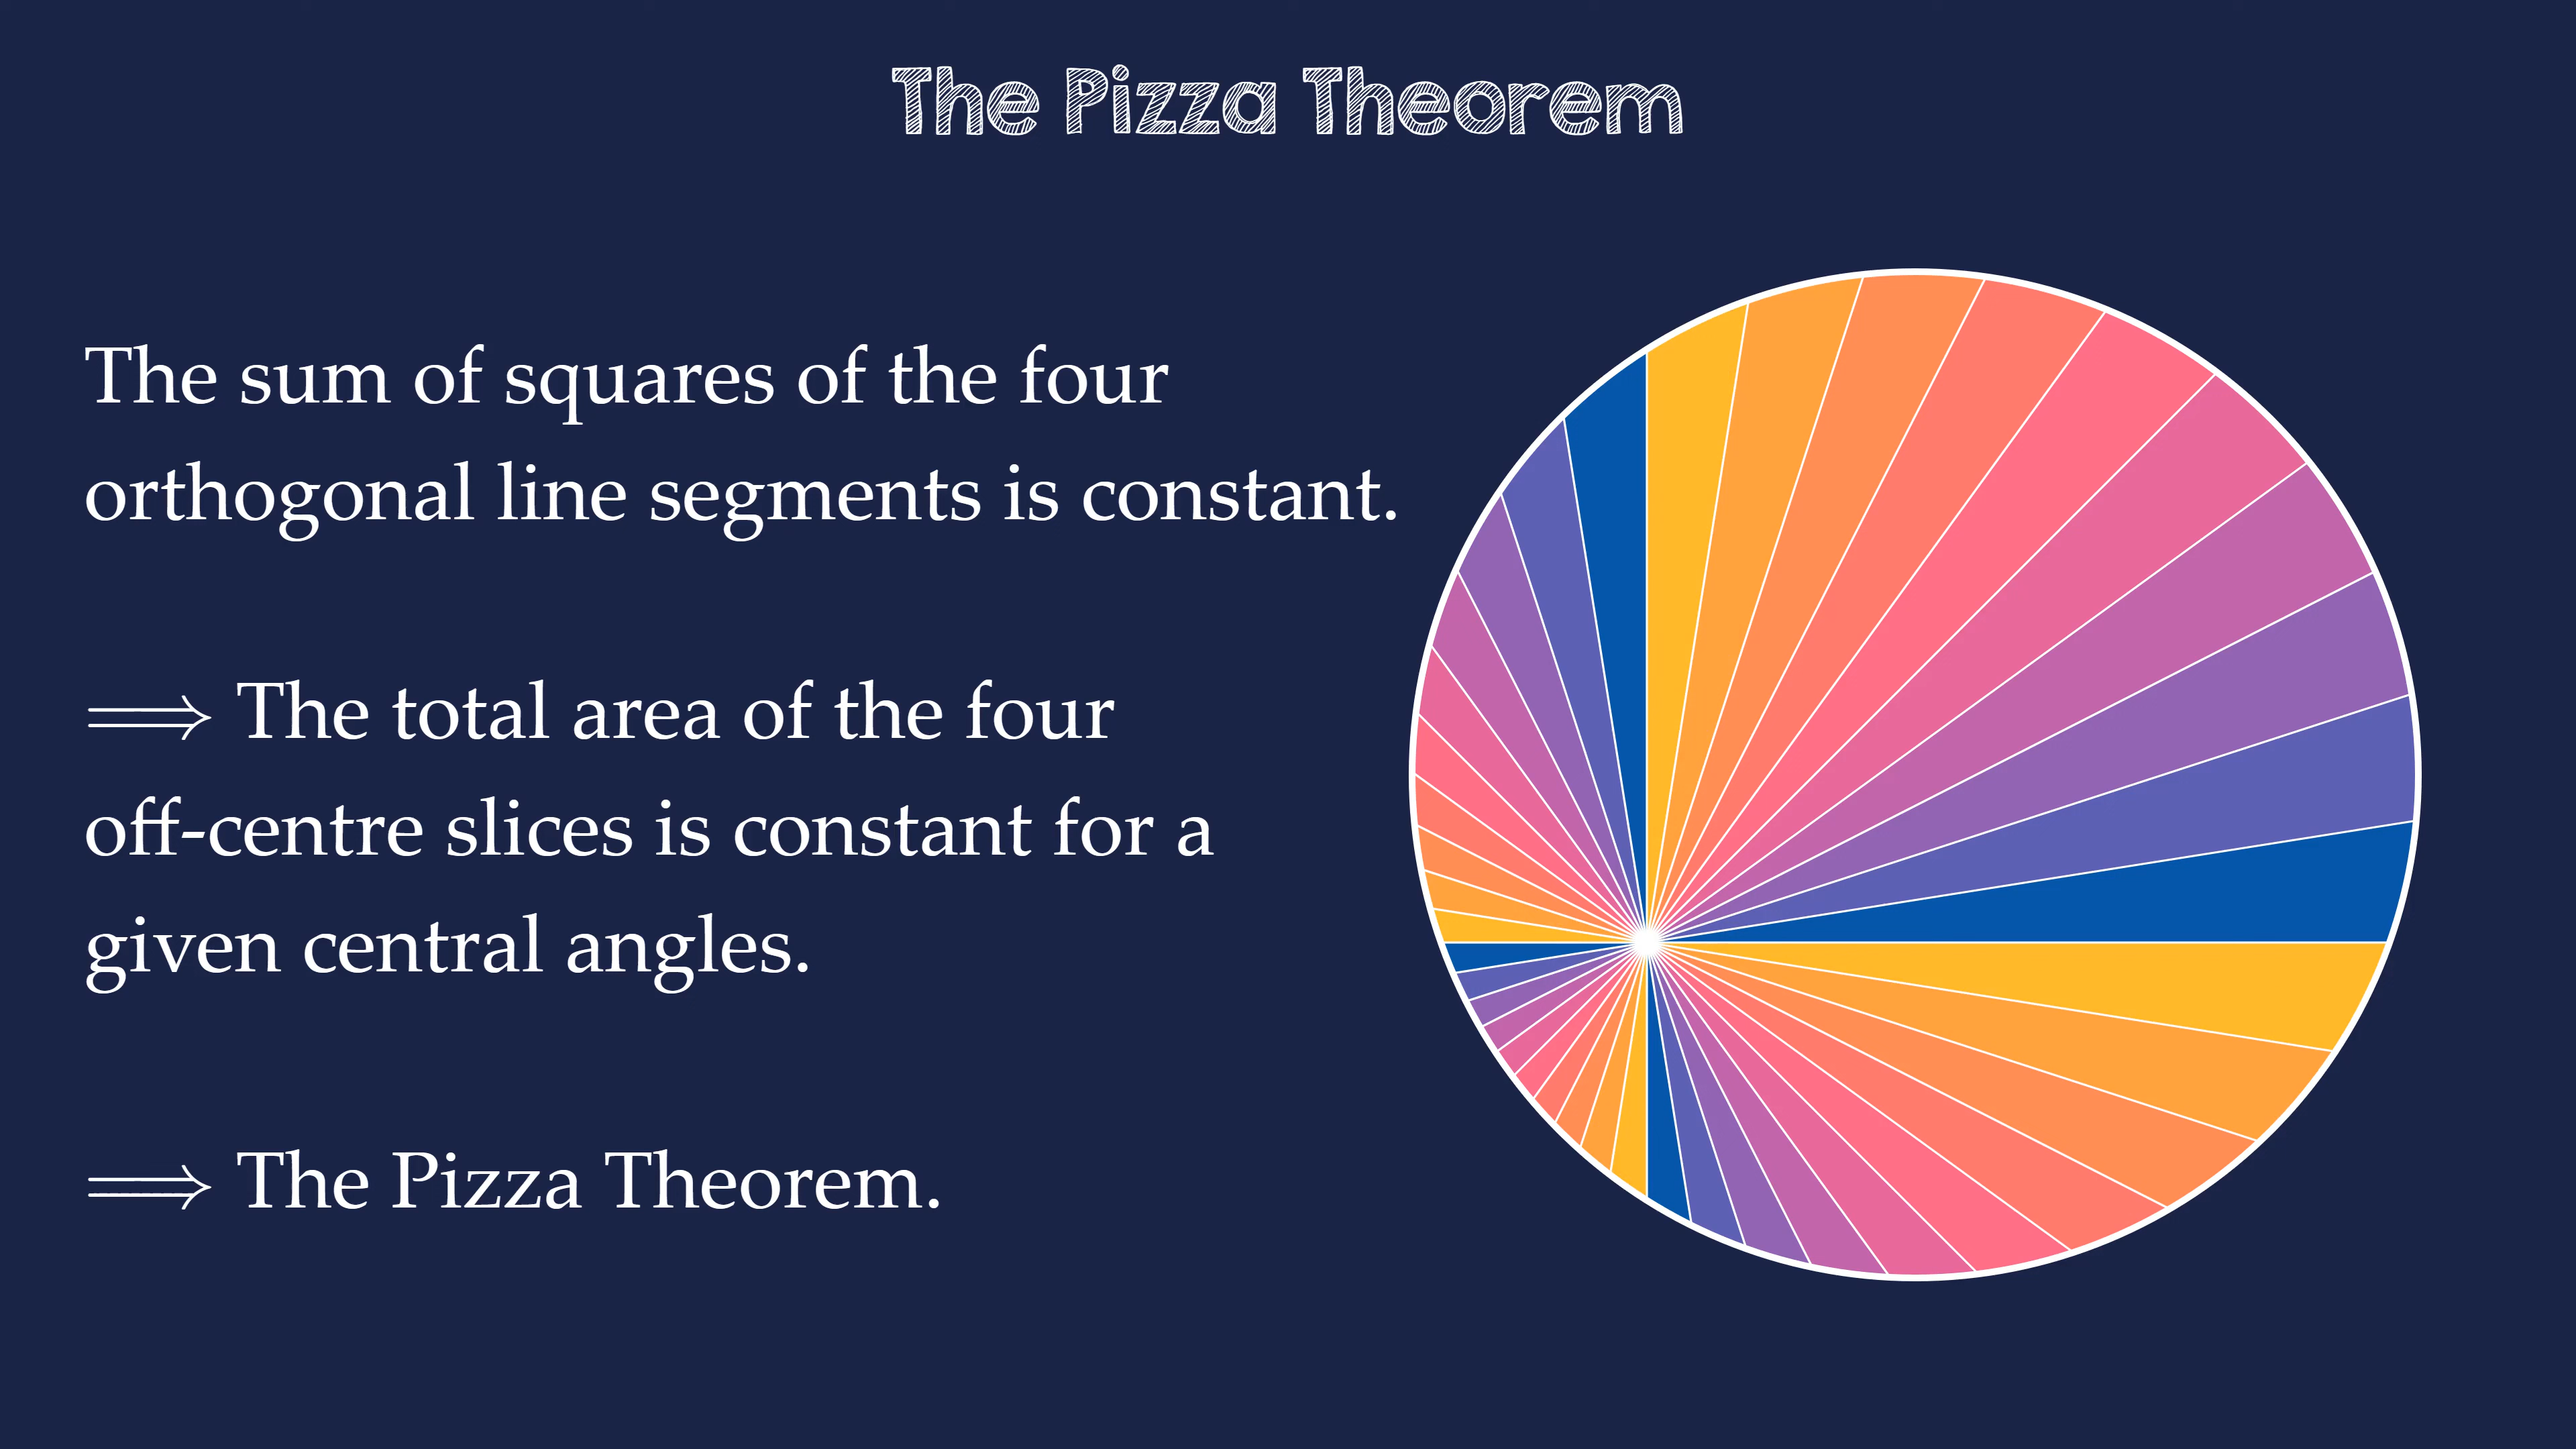 The Pizza Theorem
The sum of squares of the four
orthogonal line segments is constant.
⟹ The total area of the four
off-centre slices is constant for a
given central angles.
⟹ The Pizza Theorem.